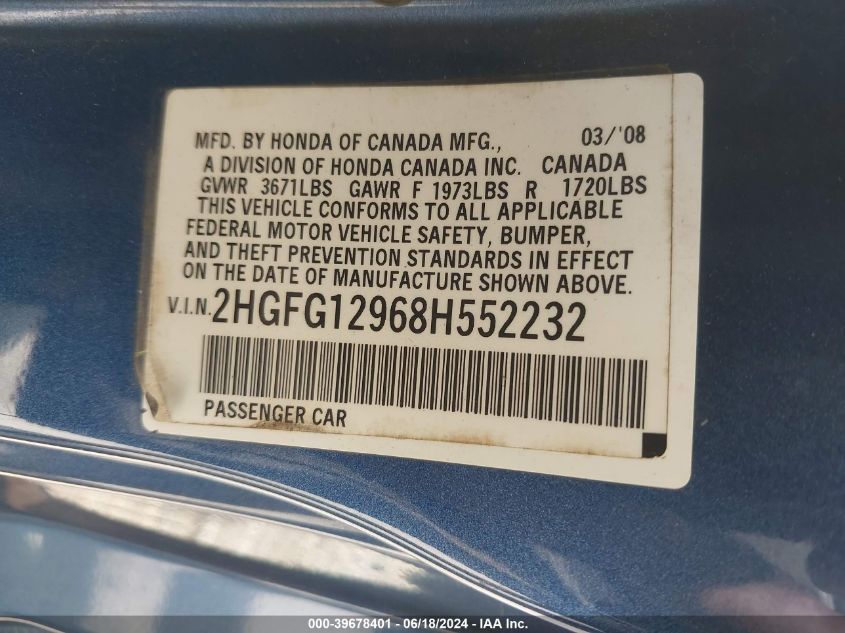 MFD. BY HONDA OF CANADA MFG., 03/'08
A DIVISION OF HONDA CANADA INC. CANADA
GVWR 3671LBS GAWR F 1973LBS R 1720LBS
THIS VEHICLE CONFORMS TO ALL APPLICABLE
FEDERAL MOTOR VEHICLE SAFETY, BUMPER,
AND THEFT PREVENTION STANDARDS IN EFFECT
ON THE DATE OF MANUFACTURE SHOWN ABOVE.
V.I.N. 2HGFG12968H552232
PASSENGER CAR
000-39678401 - 06/18/2024 - IAA Inc.